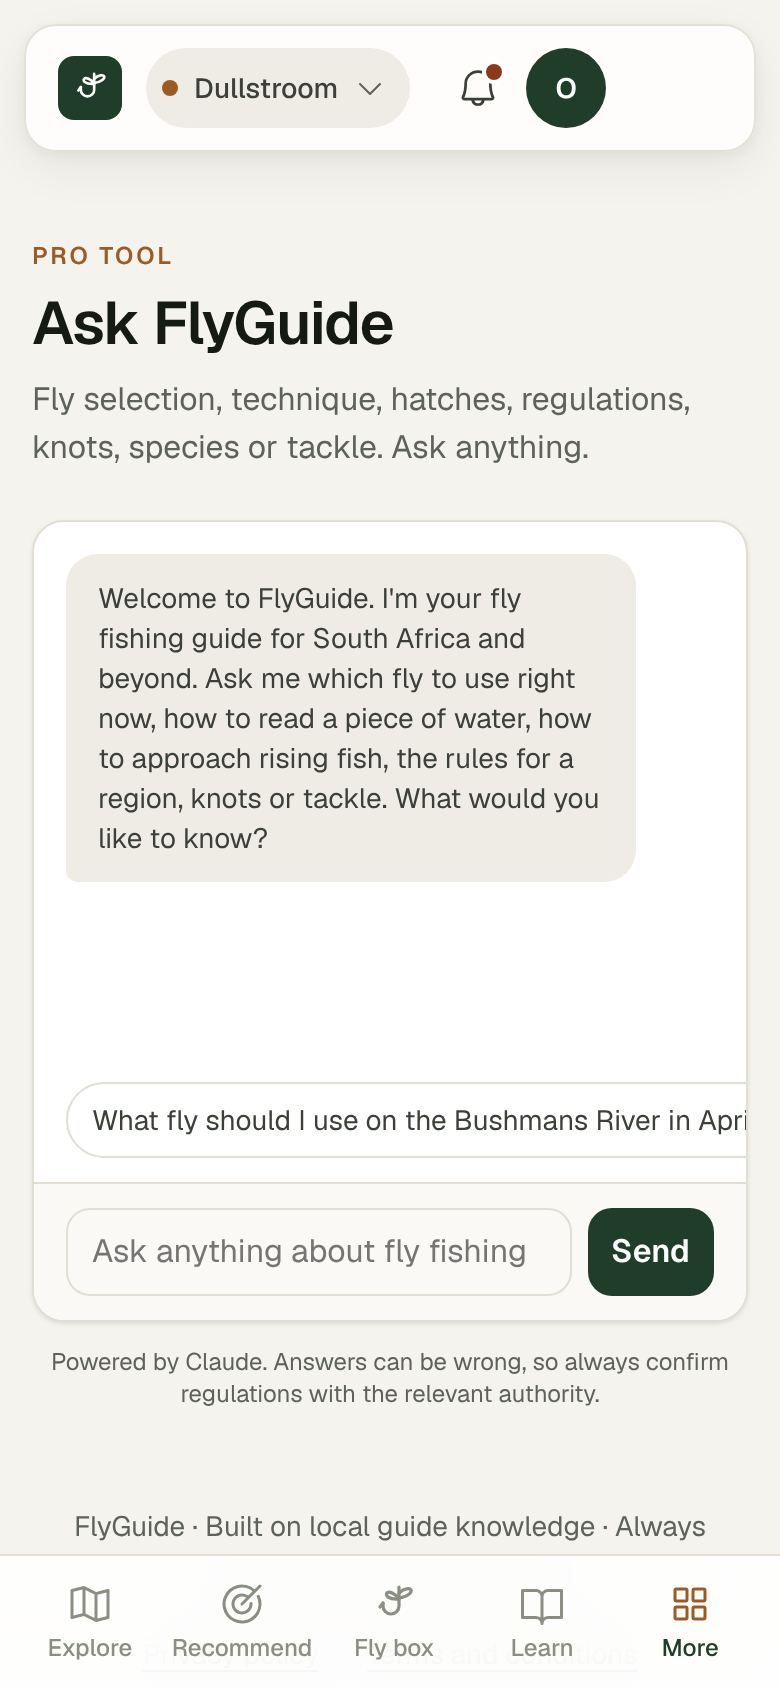 Dullstroom
O
PRO TOOL
Ask FlyGuide
Fly selection, technique, hatches, regulations,
knots, species or tackle. Ask anything.
Welcome to FlyGuide. I'm your fly
fishing guide for South Africa and
beyond. Ask me which fly to use right
now, how to read a piece of water, how
to approach rising fish, the rules for a
region, knots or tackle. What would you
like to know?
What fly should I use on the Bushmans River in Apri
Ask anything about fly fishing
Send
Powered by Claude. Answers can be wrong, so always confirm
regulations with the relevant authority.
FlyGuide · Built on local guide knowledge · Always
Explore Recommend Fly box Learn More
Privacy policy Terms and conditions